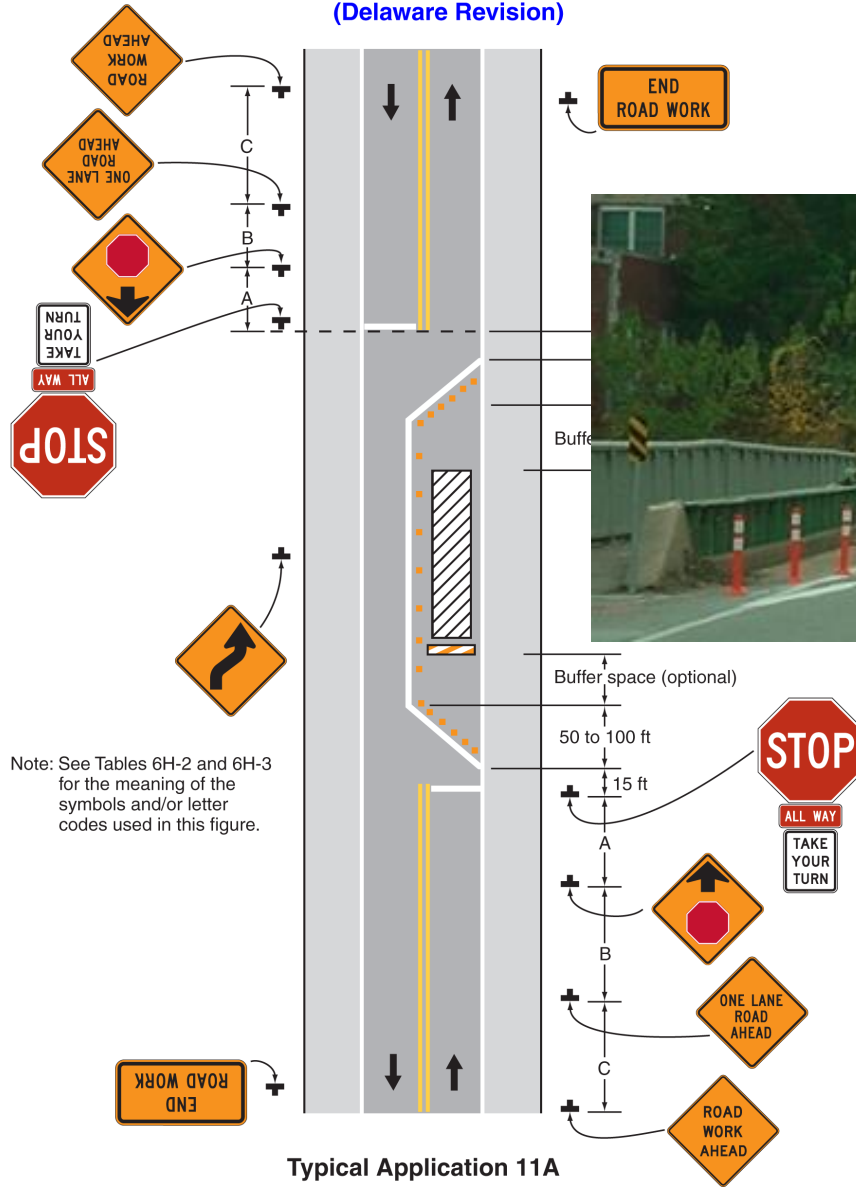 (Delaware Revision)
ROAD
WORK
AHEAD
END
ROAD WORK
C
ONE LANE
ROAD
AHEAD
B
A
TAKE
YOUR
TURN
ALL WAY
STOP
Buffe
Buffer space (optional)
50 to 100 ft
15 ft
STOP
ALL WAY
TAKE
YOUR
TURN
Note: See Tables 6H-2 and 6H-3
for the meaning of the
symbols and/or letter
codes used in this figure.
A
B
ONE LANE
ROAD
AHEAD
C
END
ROAD WORK
ROAD
WORK
AHEAD
Typical Application 11A